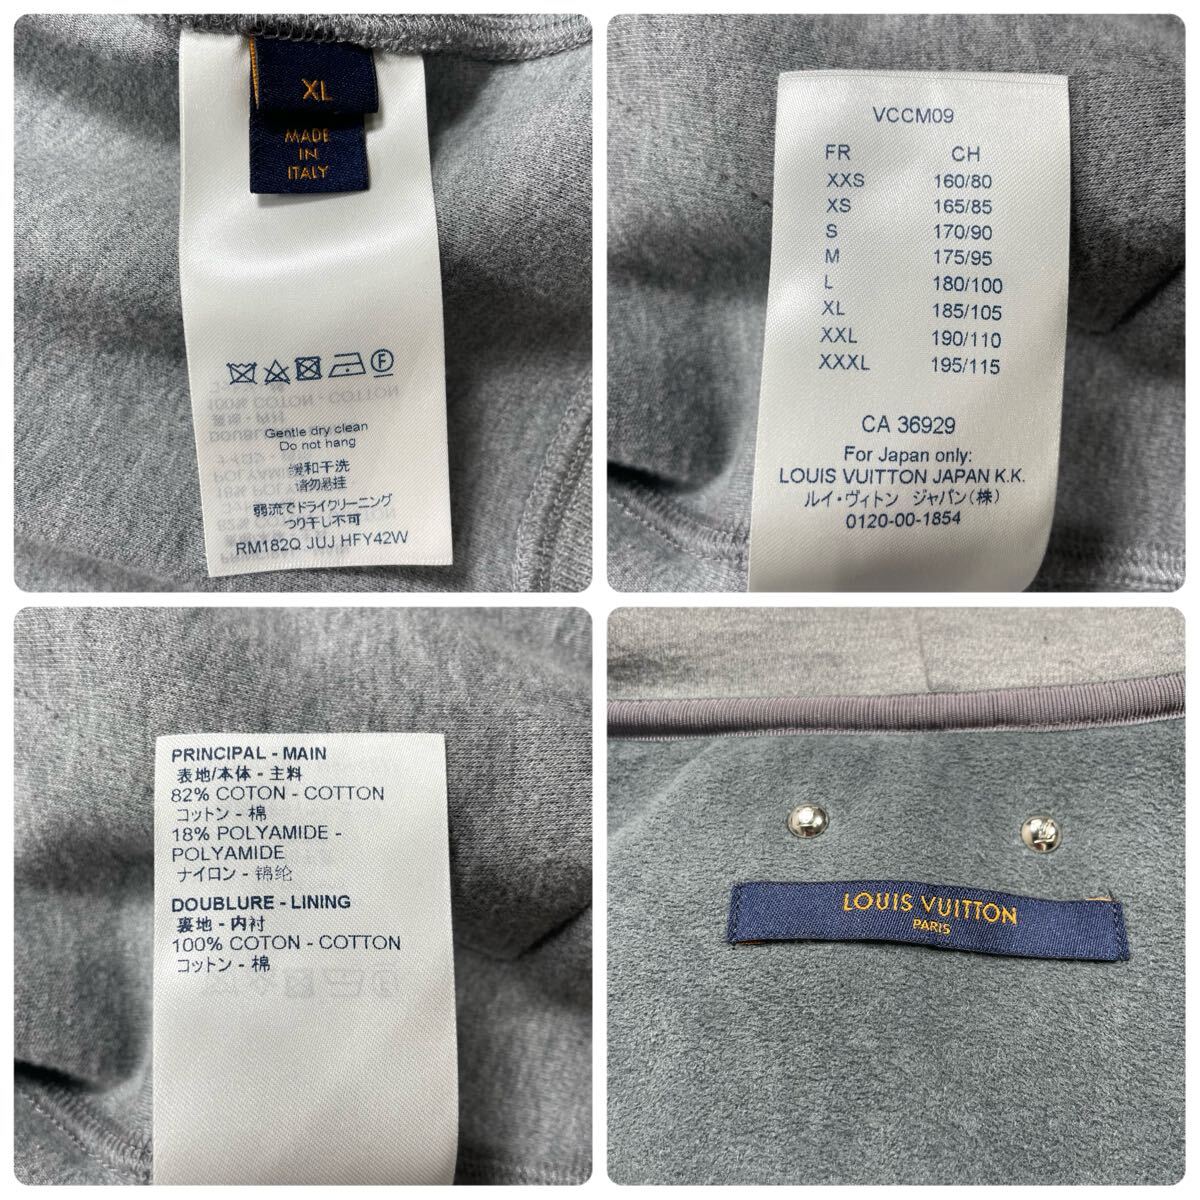 XL
MADE
IN
ITALY
Gentle dry clean
Do not hang
缓和干洗
请勿悬挂
弱流でドライクリーニング
つり干し不可
RM182Q JUJ HFY42W
VCCM09
FR CH
XXS 160/80
XS 165/85
S 170/90
M 175/95
L 180/100
XL 185/105
XXL 190/110
XXXL 195/115
CA 36929
For Japan only:
LOUIS VUITTON JAPAN K.K.
ルイ・ヴィトン ジャパン(株)
0120-00-1854
PRINCIPAL - MAIN
表地/本体 - 主料
82% COTON - COTTON
コットン - 棉
18% POLYAMIDE -
POLYAMIDE
ナイロン - 锦纶
DOUBLURE - LINING
裏地 - 内衬
100% COTON - COTTON
コットン - 棉
LOUIS VUITTON
PARIS